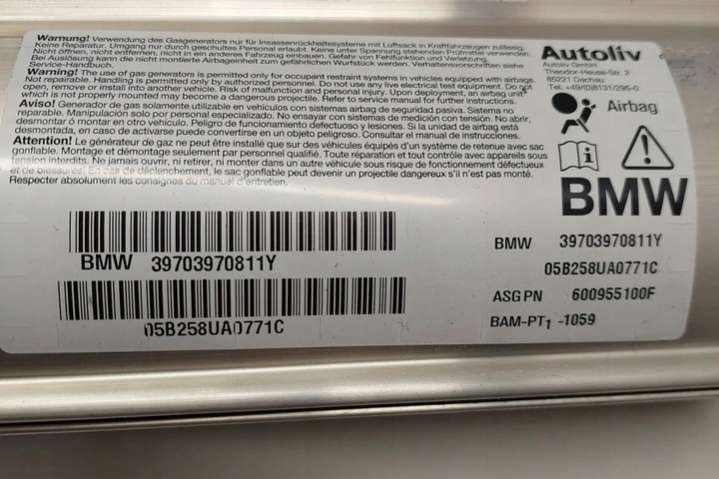 Warnung! Verwendung des Gasgenerators nur für Insassenrückhaltesysteme mit Luftsack in Kraftfahrzeugen zulässig.
Keine Reparatur. Umgang nur durch geschultes Personal erlaubt. Keine unter Spannung stehenden Prüfmittel verwenden.
Nicht öffnen, nicht entfernen, nicht in ein anderes Fahrzeug einbauen. Gefahr von Fehlfunktion und Verletzung.
Bei Auslösung kann die nicht montierte Airbageinheit zum gefährlichen Wurfstück werden. Verhaltensvorschriften siehe
Service-Handbuch.
Warning! The use of gas generators is permitted only for occupant restraint systems in vehicles equipped with airbags.
Not repairable. Handling is permitted only by authorized personnel. Do not use any live electrical test equipment. Do not
open, remove or install into another vehicle. Risk of malfunction and personal injury. Upon deployment, an airbag unit
which is not properly mounted may become a dangerous projectile. Refer to service manual for further instructions.
Aviso! Generador de gas solamente utilizable en vehículos con sistemas de seguridad pasiva. No
reparable. Manipulación solo por personal especializado. No ensayar con sistemas de medición con tensión. No abrir,
desmontar ó montar en otro vehículo. Peligro de funcionamiento defectuoso y lesiones. Si la unidad de airbag está
desmontada, en caso de activarse puede convertirse en un objeto peligroso. Consultar el manual de instrucciones.
Attention! Le générateur de gaz ne peut être installé que sur des véhicules équipés d'un système de retenue avec sac
gonflable. Montage et démontage seulement par personnel qualifié. Toute réparation et tout contrôle avec appareils sous
tension interdits. Ne jamais ouvrir, ni retirer, ni monter dans un autre véhicule sous risque de fonctionnement défectueux
et de blessures. En cas de déclenchement, le sac gonflable peut devenir un projectile dangereux s'il n'est pas monté.
Respecter absolument les consignes du manuel d'entretien.
Autoliv
Autoliv GmbH
Theodor-Heuss-Str. 2
85221 Dachau
Tel. +49/(0)8131/295-0
Airbag
BMW
BMW 39703970811Y
05B258UA0771C
BMW 39703970811Y
05B258UA0771C
ASG PN 600955100F
BAM-PT1 -1059